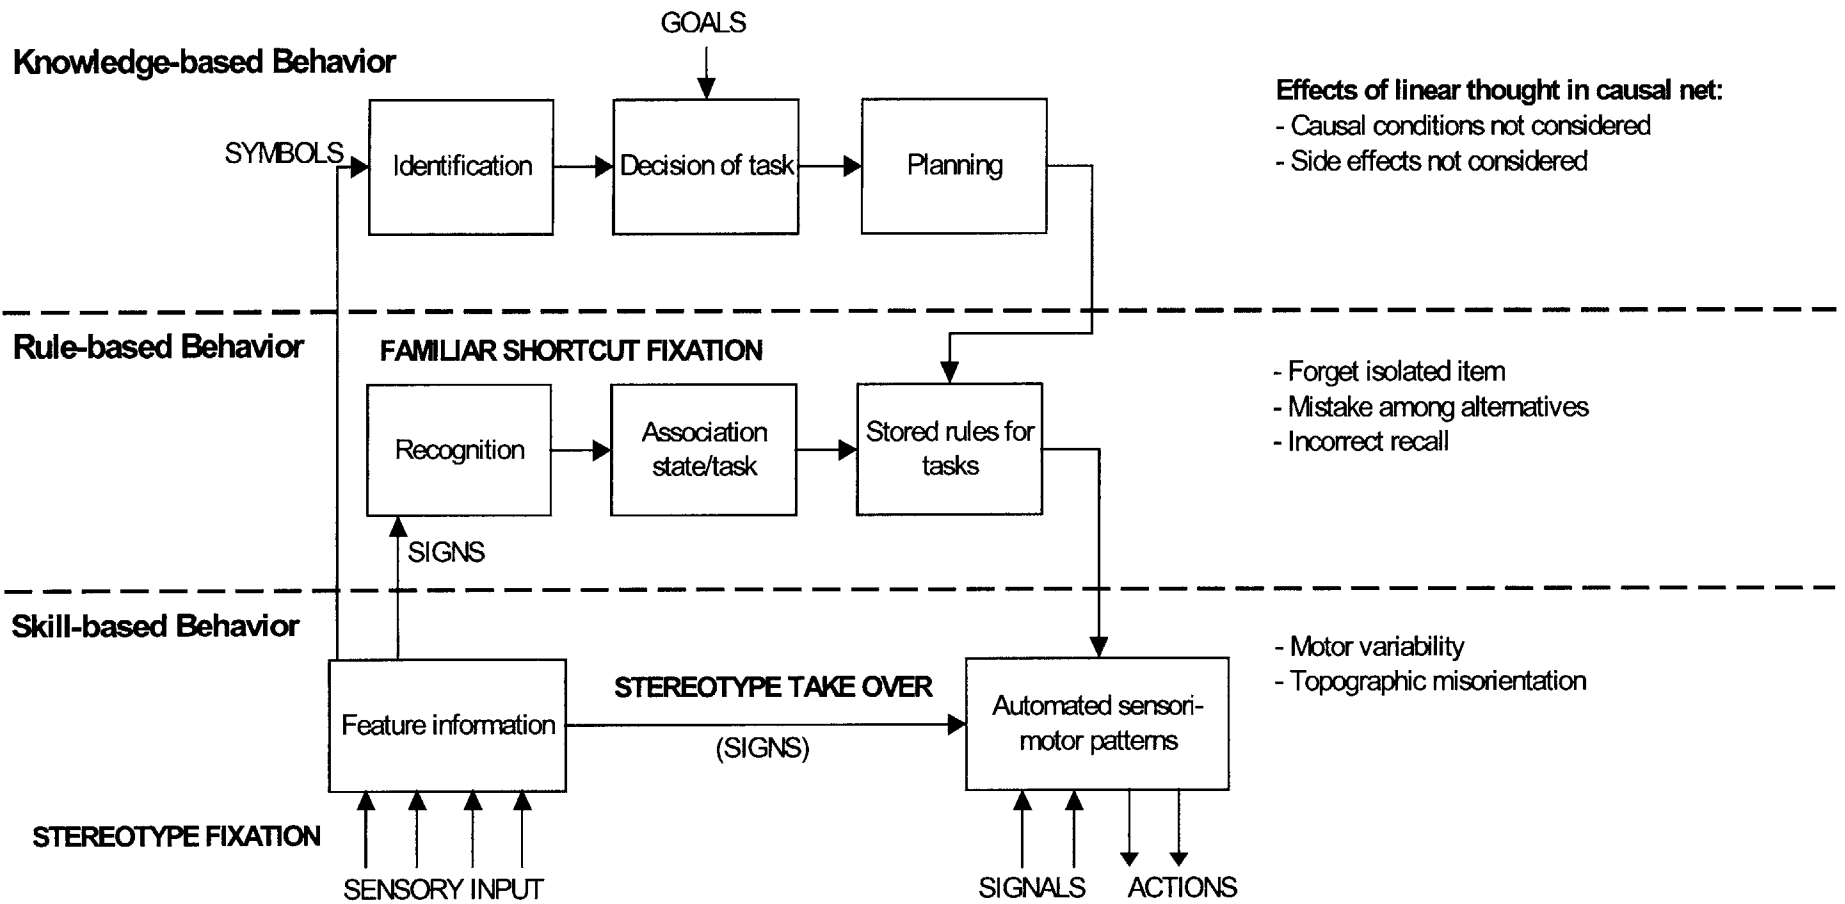 GOALS
Knowledge-based Behavior
Effects of linear thought in causal net:
- Causal conditions not considered
- Side effects not considered
SYMBOLS
Identification
Decision of task
Planning
Rule-based Behavior
FAMILIAR SHORTCUT FIXATION
- Forget isolated item
- Mistake among alternatives
- Incorrect recall
Recognition
Association
state/task
Stored rules for
tasks
SIGNS
Skill-based Behavior
- Motor variability
- Topographic misorientation
STEREOTYPE TAKE OVER
Feature information
(SIGNS)
Automated sensori-
motor patterns
STEREOTYPE FIXATION
SENSORY INPUT
SIGNALS
ACTIONS